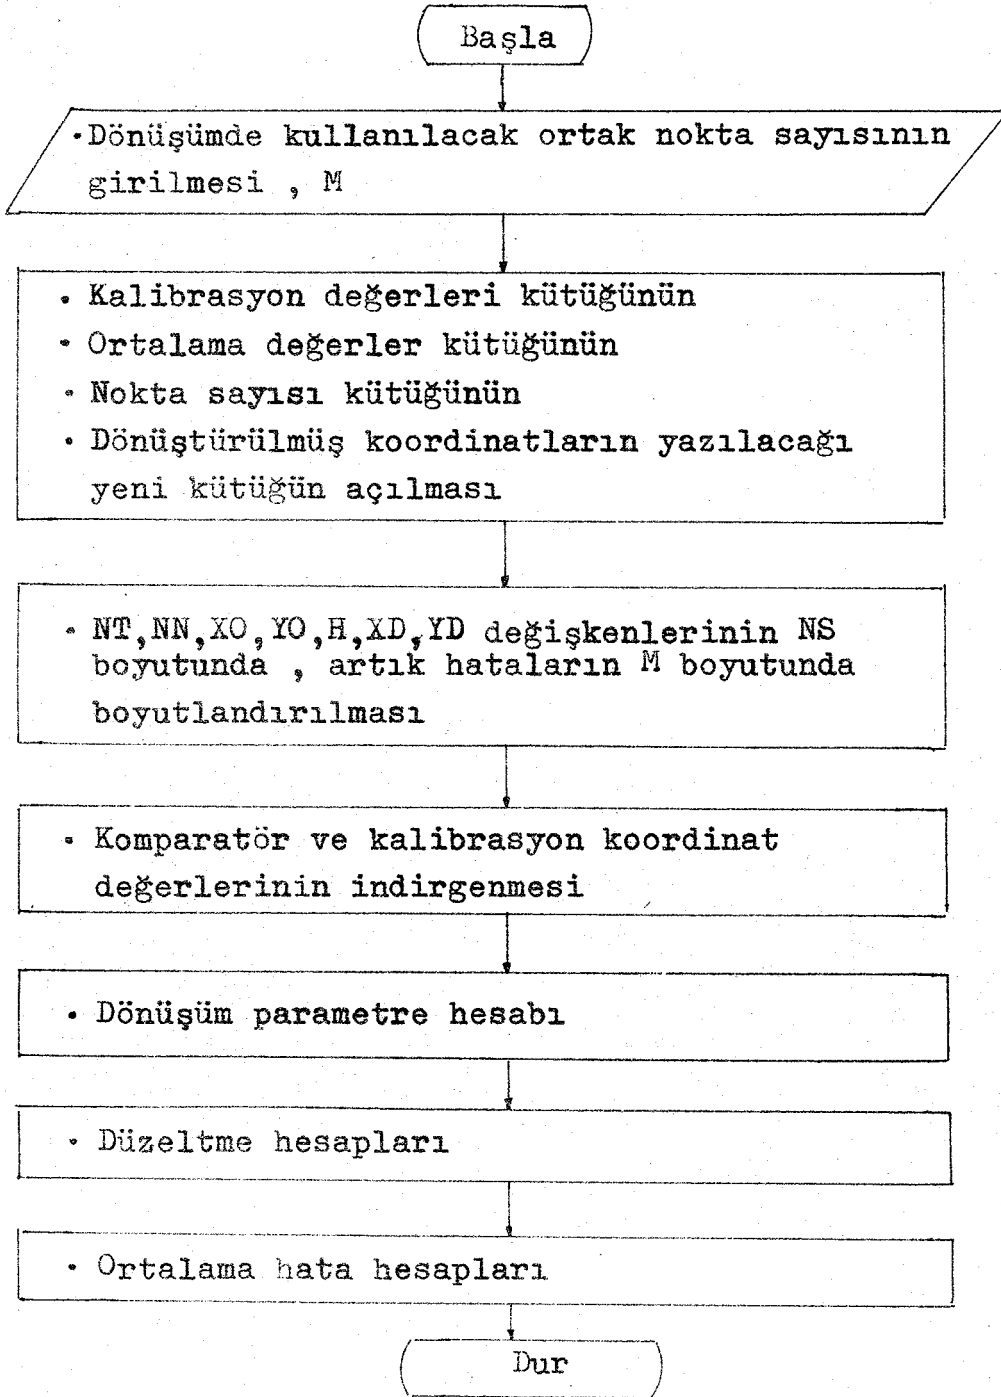 Başla
• Dönüşümde kullanılacak ortak nokta sayısının
girilmesi , M
• Kalibrasyon değerleri kütüğünün
• Ortalama değerler kütüğünün
• Nokta sayısı kütüğünün
• Dönüştürülmüş koordinatların yazılacağı
yeni kütüğün açılması
• NT,NN,XO,YO,H,XD,YD değişkenlerinin NS
boyutunda , artık hataların M boyutunda
boyutlandırılması
• Komparatör ve kalibrasyon koordinat
değerlerinin indirgenmesi
• Dönüşüm parametre hesabı
• Düzeltme hesapları
• Ortalama hata hesapları
Dur